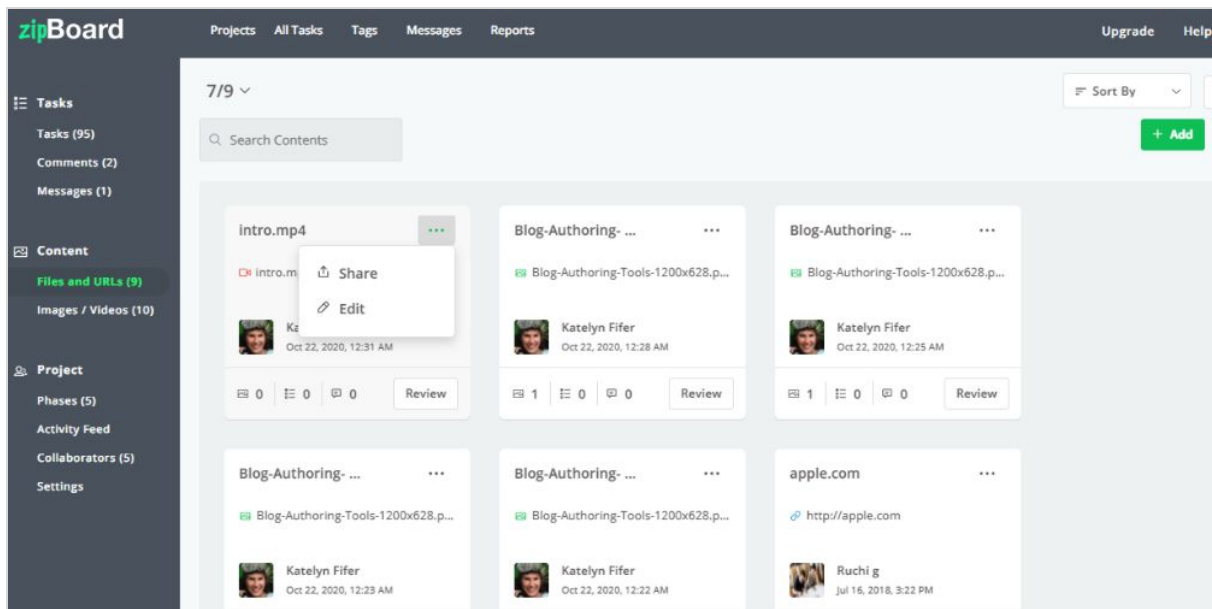 zipBoard
Projects All Tasks Tags Messages Reports Upgrade Help
Tasks
Tasks (95)
Comments (2)
Messages (1)
Content
Files and URLs (9)
Images / Videos (10)
Project
Phases (5)
Activity Feed
Collaborators (5)
Settings
7/9
Sort By
Search Contents
+ Add
intro.mp4 ...
intro.m
Share
Edit
Ka
Oct 22, 2020, 12:31 AM
0 0 0 Review
Blog-Authoring- ... ...
Blog-Authoring-Tools-1200x628.p...
Katelyn Fifer
Oct 22, 2020, 12:28 AM
1 0 0 Review
Blog-Authoring- ... ...
Blog-Authoring-Tools-1200x628.p...
Katelyn Fifer
Oct 22, 2020, 12:25 AM
1 0 0 Review
Blog-Authoring- ... ...
Blog-Authoring-Tools-1200x628.p...
Katelyn Fifer
Oct 22, 2020, 12:23 AM
Blog-Authoring- ... ...
Blog-Authoring-Tools-1200x628.p...
Katelyn Fifer
Oct 22, 2020, 12:22 AM
apple.com ...
http://apple.com
Ruchi g
Jul 16, 2018, 3:22 PM